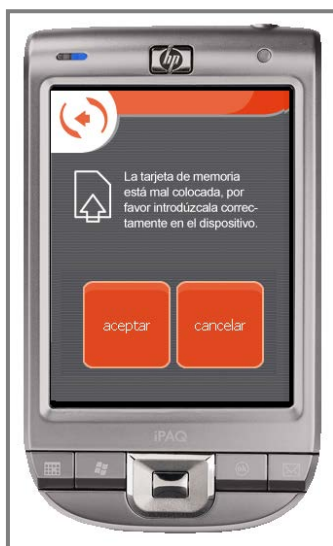 hp
La tarjeta de memoria
está mal colocada, por
favor introdúzcala correc-
tamente en el dispositivo.
aceptar
cancelar
iPAQ